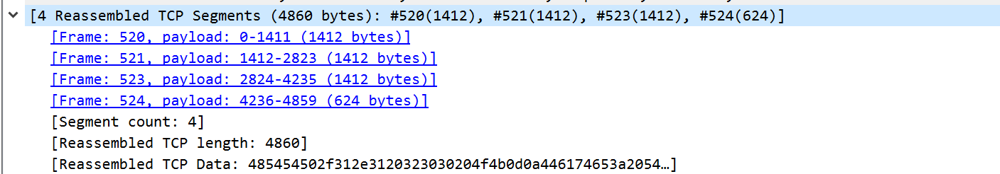 [4 Reassembled TCP Segments (4860 bytes): #520(1412), #521(1412), #523(1412), #524(624)]
[Frame: 520, payload: 0-1411 (1412 bytes)]
[Frame: 521, payload: 1412-2823 (1412 bytes)]
[Frame: 523, payload: 2824-4235 (1412 bytes)]
[Frame: 524, payload: 4236-4859 (624 bytes)]
[Segment count: 4]
[Reassembled TCP length: 4860]
[Reassembled TCP Data: 485454502f312e3120323030204f4b0d0a446174653a2054…]